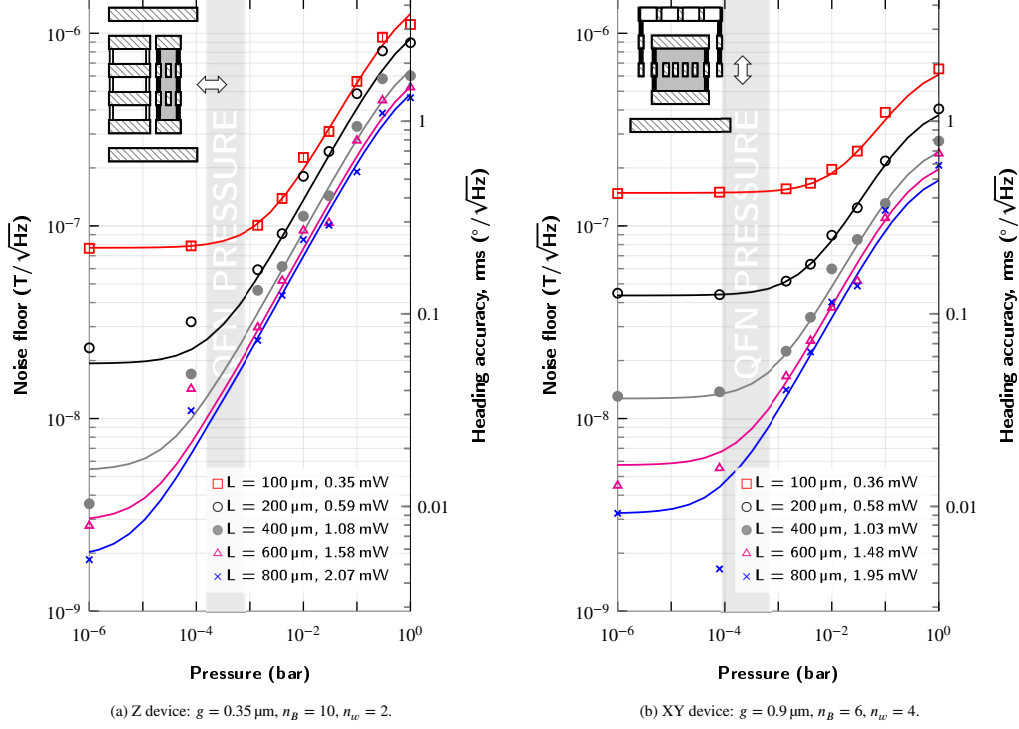 10⁻⁶
10⁻⁷
10⁻⁸
10⁻⁹
Noise floor (T/√Hz)
QFN PRESSURE
1
0.1
0.01
Heading accuracy, rms (°/√Hz)
L = 100 μm, 0.35 mW
L = 200 μm, 0.59 mW
L = 400 μm, 1.08 mW
L = 600 μm, 1.58 mW
L = 800 μm, 2.07 mW
10⁻⁶ 10⁻⁴ 10⁻² 10⁰
Pressure (bar)
(a) Z device: g = 0.35 μm, n_B = 10, n_w = 2.
10⁻⁶
10⁻⁷
10⁻⁸
10⁻⁹
Noise floor (T/√Hz)
QFN PRESSURE
1
0.1
0.01
Heading accuracy, rms (°/√Hz)
L = 100 μm, 0.36 mW
L = 200 μm, 0.58 mW
L = 400 μm, 1.03 mW
L = 600 μm, 1.48 mW
L = 800 μm, 1.95 mW
10⁻⁶ 10⁻⁴ 10⁻² 10⁰
Pressure (bar)
(b) XY device: g = 0.9 μm, n_B = 6, n_w = 4.